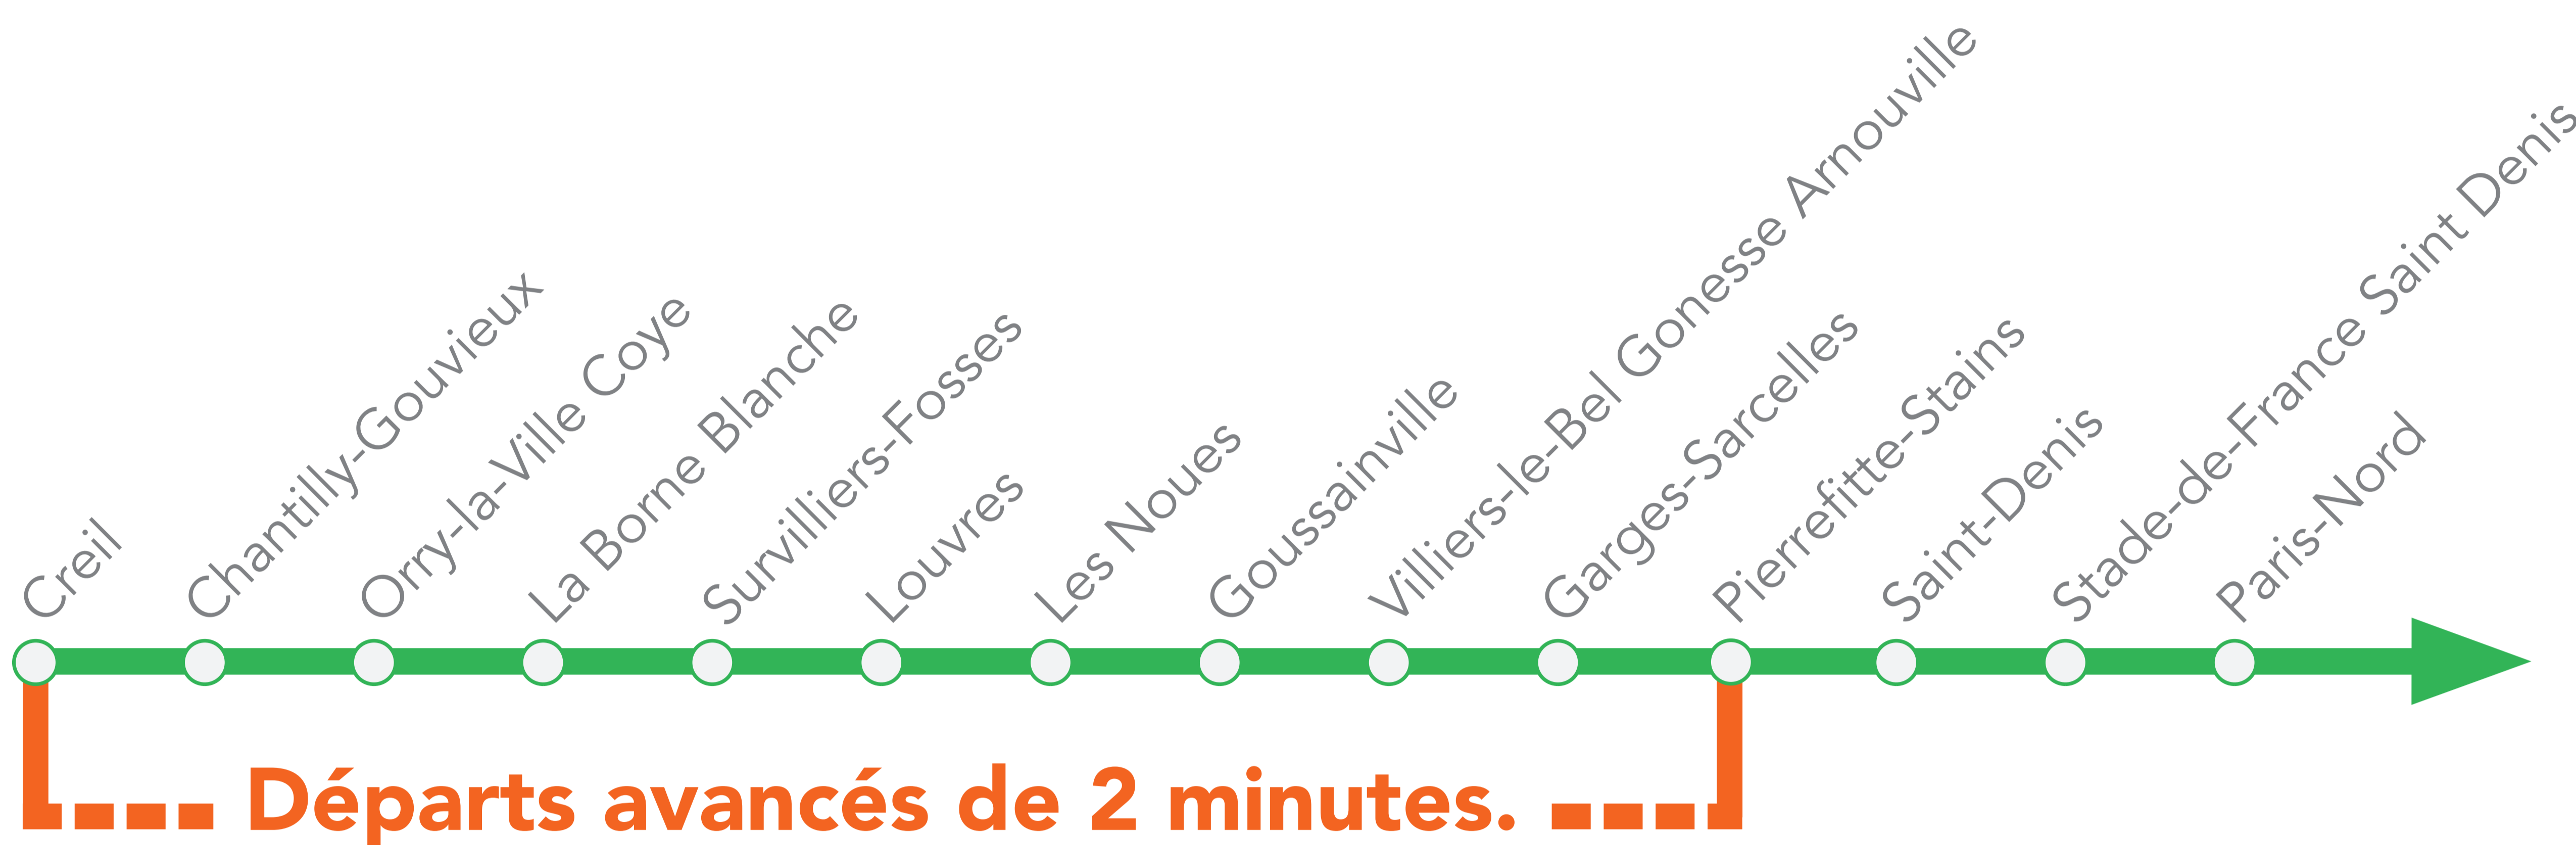 Creil
Chantilly-Gouvieux
Orry-la-Ville Coye
La Borne Blanche
Survilliers-Fosses
Louvres
Les Noues
Goussainville
Villiers-le-Bel Gonesse Arnouville
Garges-Sarcelles
Pierrefitte-Stains
Saint-Denis
Stade-de-France Saint Denis
Paris-Nord
Départs avancés de 2 minutes.